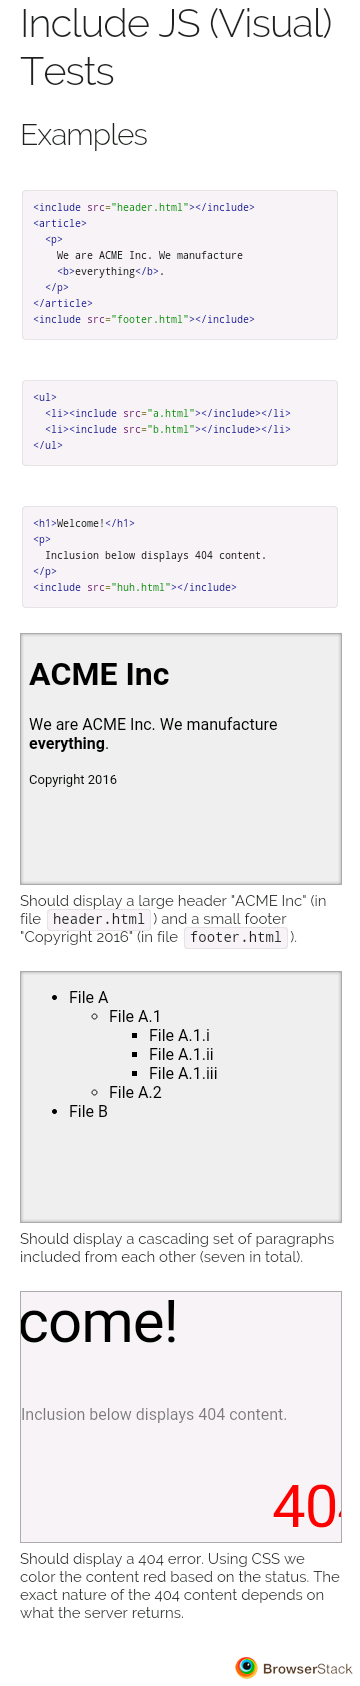 Include JS (Visual)
Tests
Examples
<include src="header.html"></include>
<article>
  <p>
    We are ACME Inc. We manufacture
    <b>everything</b>.
  </p>
</article>
<include src="footer.html"></include>
<ul>
  <li><include src="a.html"></include></li>
  <li><include src="b.html"></include></li>
</ul>
<h1>Welcome!</h1>
<p>
  Inclusion below displays 404 content.
</p>
<include src="huh.html"></include>
ACME Inc
We are ACME Inc. We manufacture
everything.
Copyright 2016
Should display a large header "ACME Inc" (in
file header.html ) and a small footer
"Copyright 2016" (in file footer.html ).
File A
File A.1
File A.1.i
File A.1.ii
File A.1.iii
File A.2
File B
Should display a cascading set of paragraphs
included from each other (seven in total).
come!
Inclusion below displays 404 content.
404
Should display a 404 error. Using CSS we
color the content red based on the status. The
exact nature of the 404 content depends on
what the server returns.
BrowserStack